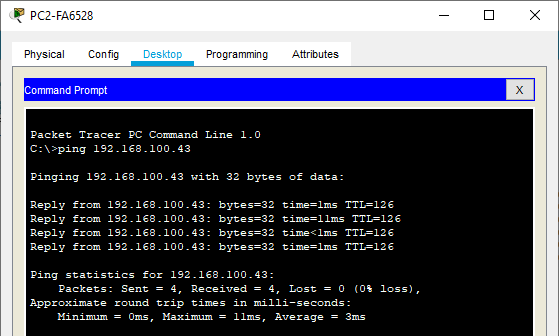 PC2-FA6528
Physical Config Desktop Programming Attributes
Command Prompt
X
Packet Tracer PC Command Line 1.0
C:\>ping 192.168.100.43
Pinging 192.168.100.43 with 32 bytes of data:
Reply from 192.168.100.43: bytes=32 time=1ms TTL=126
Reply from 192.168.100.43: bytes=32 time=11ms TTL=126
Reply from 192.168.100.43: bytes=32 time<1ms TTL=126
Reply from 192.168.100.43: bytes=32 time=1ms TTL=126
Ping statistics for 192.168.100.43:
Packets: Sent = 4, Received = 4, Lost = 0 (0% loss),
Approximate round trip times in milli-seconds:
Minimum = 0ms, Maximum = 11ms, Average = 3ms